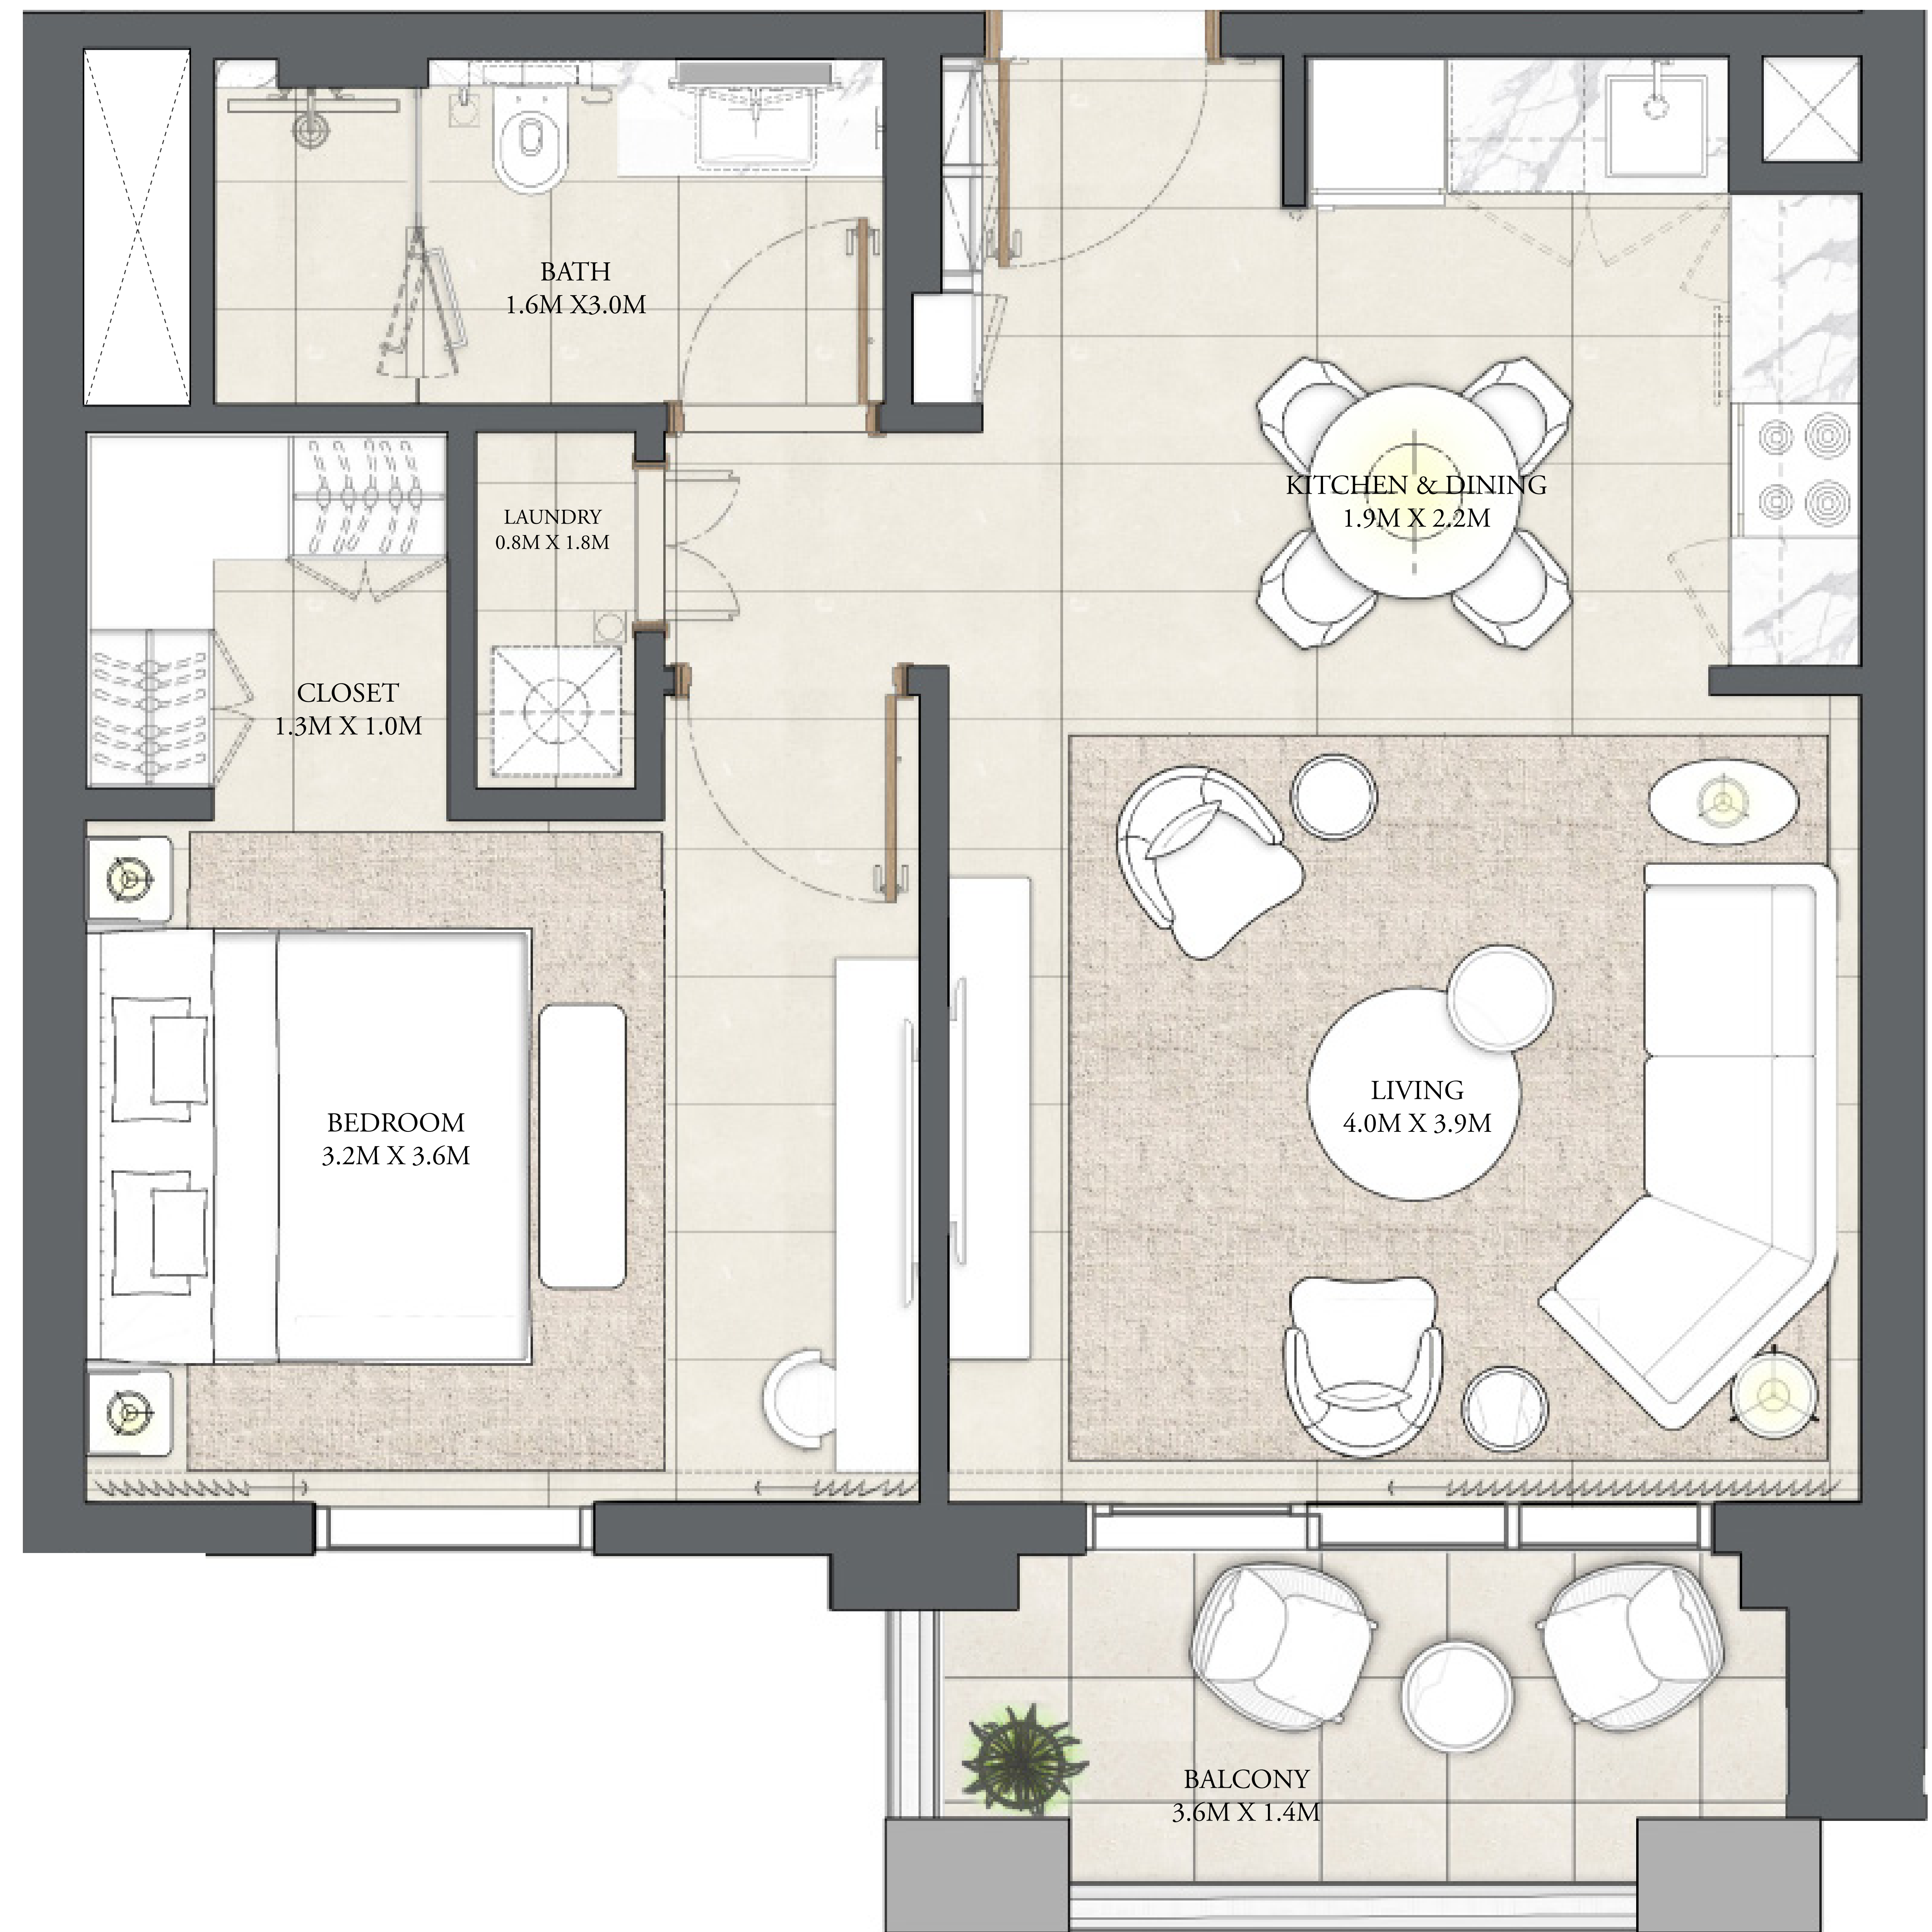 BATH
1.6M X3.0M
KITCHEN & DINING
1.9M X 2.2M
LAUNDRY
0.8M X 1.8M
CLOSET
1.3M X 1.0M
BEDROOM
3.2M X 3.6M
LIVING
4.0M X 3.9M
BALCONY
3.6M X 1.4M